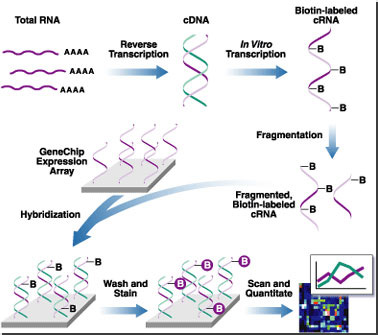 Total RNA
cDNA
Biotin-labeled
cRNA
AAAA
AAAA
AAAA
Reverse
Transcription
In Vitro
Transcription
B
B
B
B
Fragmentation
GeneChip
Expression
Array
B
B
B
Fragmented,
Biotin-labeled
cRNA
Hybridization
B
B
B
B
Wash and
Stain
B
B
B
B
Scan and
Quantitate